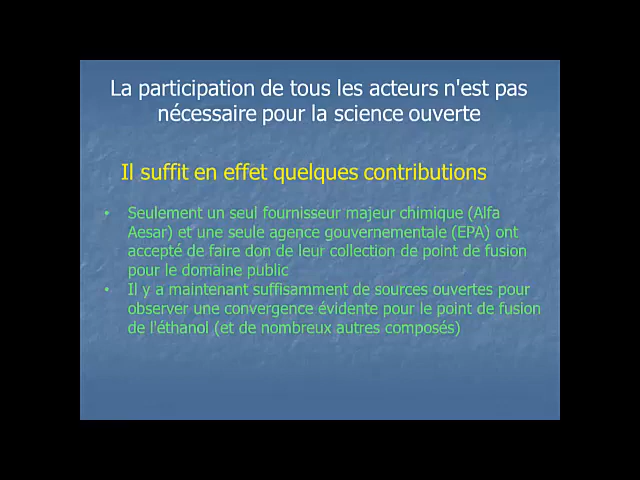 La participation de tous les acteurs n'est pas
nécessaire pour la science ouverte
Il suffit en effet quelques contributions
• Seulement un seul fournisseur majeur chimique (Alfa
Aesar) et une seule agence gouvernementale (EPA) ont
accepté de faire don de leur collection de point de fusion
pour le domaine public
• Il y a maintenant suffisamment de sources ouvertes pour
observer une convergence évidente pour le point de fusion
de l'éthanol (et de nombreux autres composés)